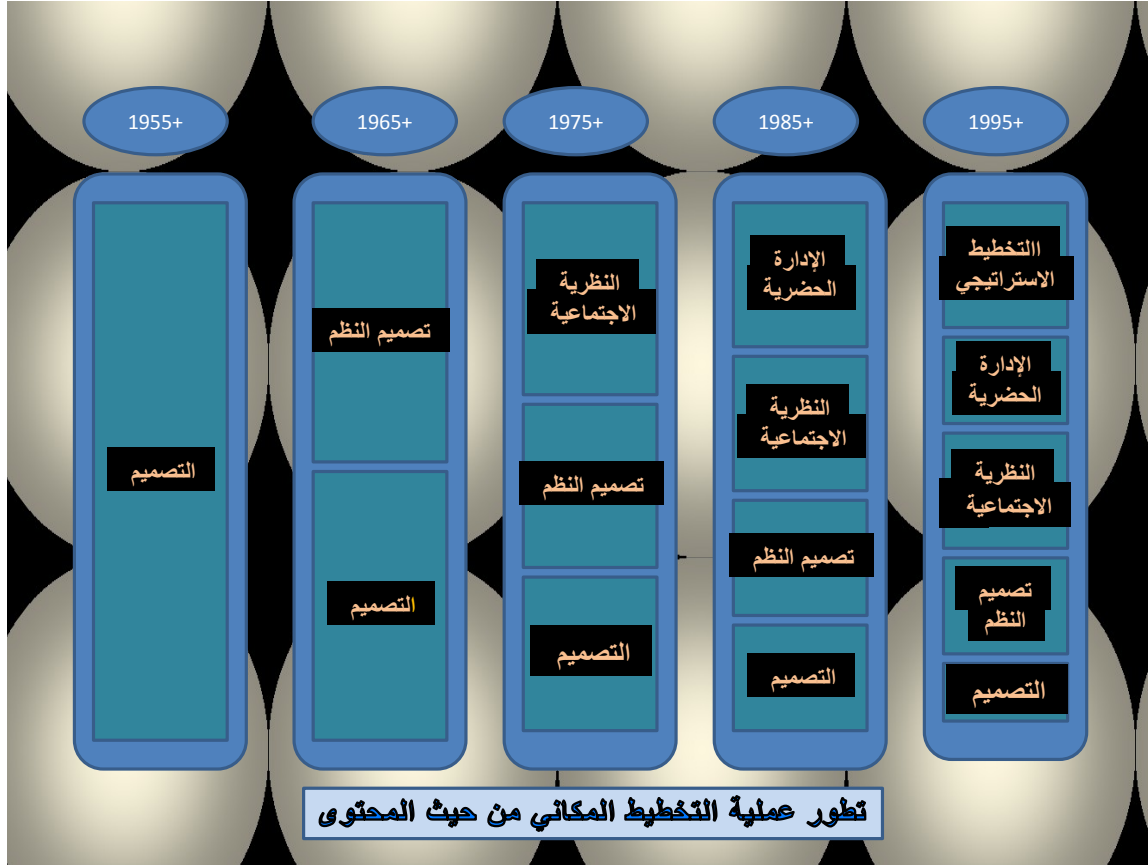 1955+
1965+
1975+
1985+
1995+
التصميم
تصميم النظم
التصميم
النظرية
الاجتماعية
تصميم النظم
التصميم
الإدارة
الحضرية
النظرية
الاجتماعية
تصميم النظم
التصميم
االتخطيط
الاستراتيجي
الإدارة
الحضرية
النظرية
الاجتماعية
تصميم
النظم
التصميم
تطور عملية التخطيط المكاني من حيث المحتوى